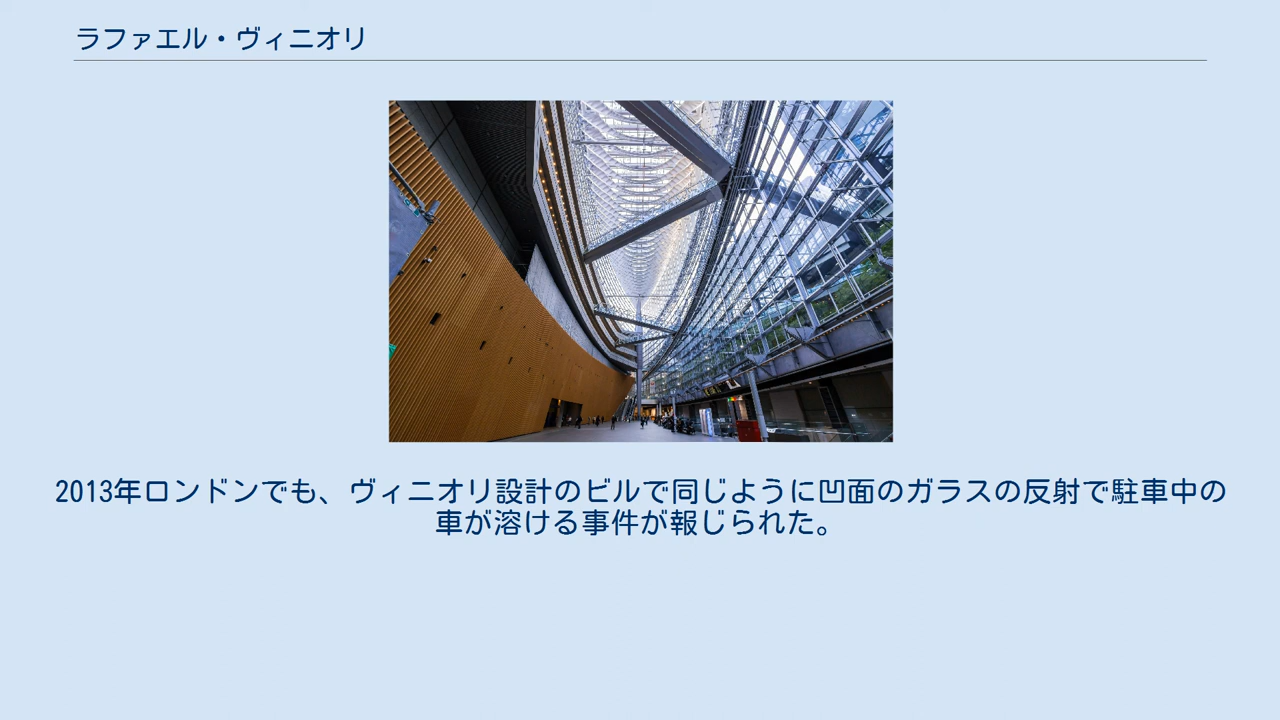 ラファエル・ヴィニオリ
2013年ロンドンでも、ヴィニオリ設計のビルで同じように凹面のガラスの反射で駐車中の
車が溶ける事件が報じられた。